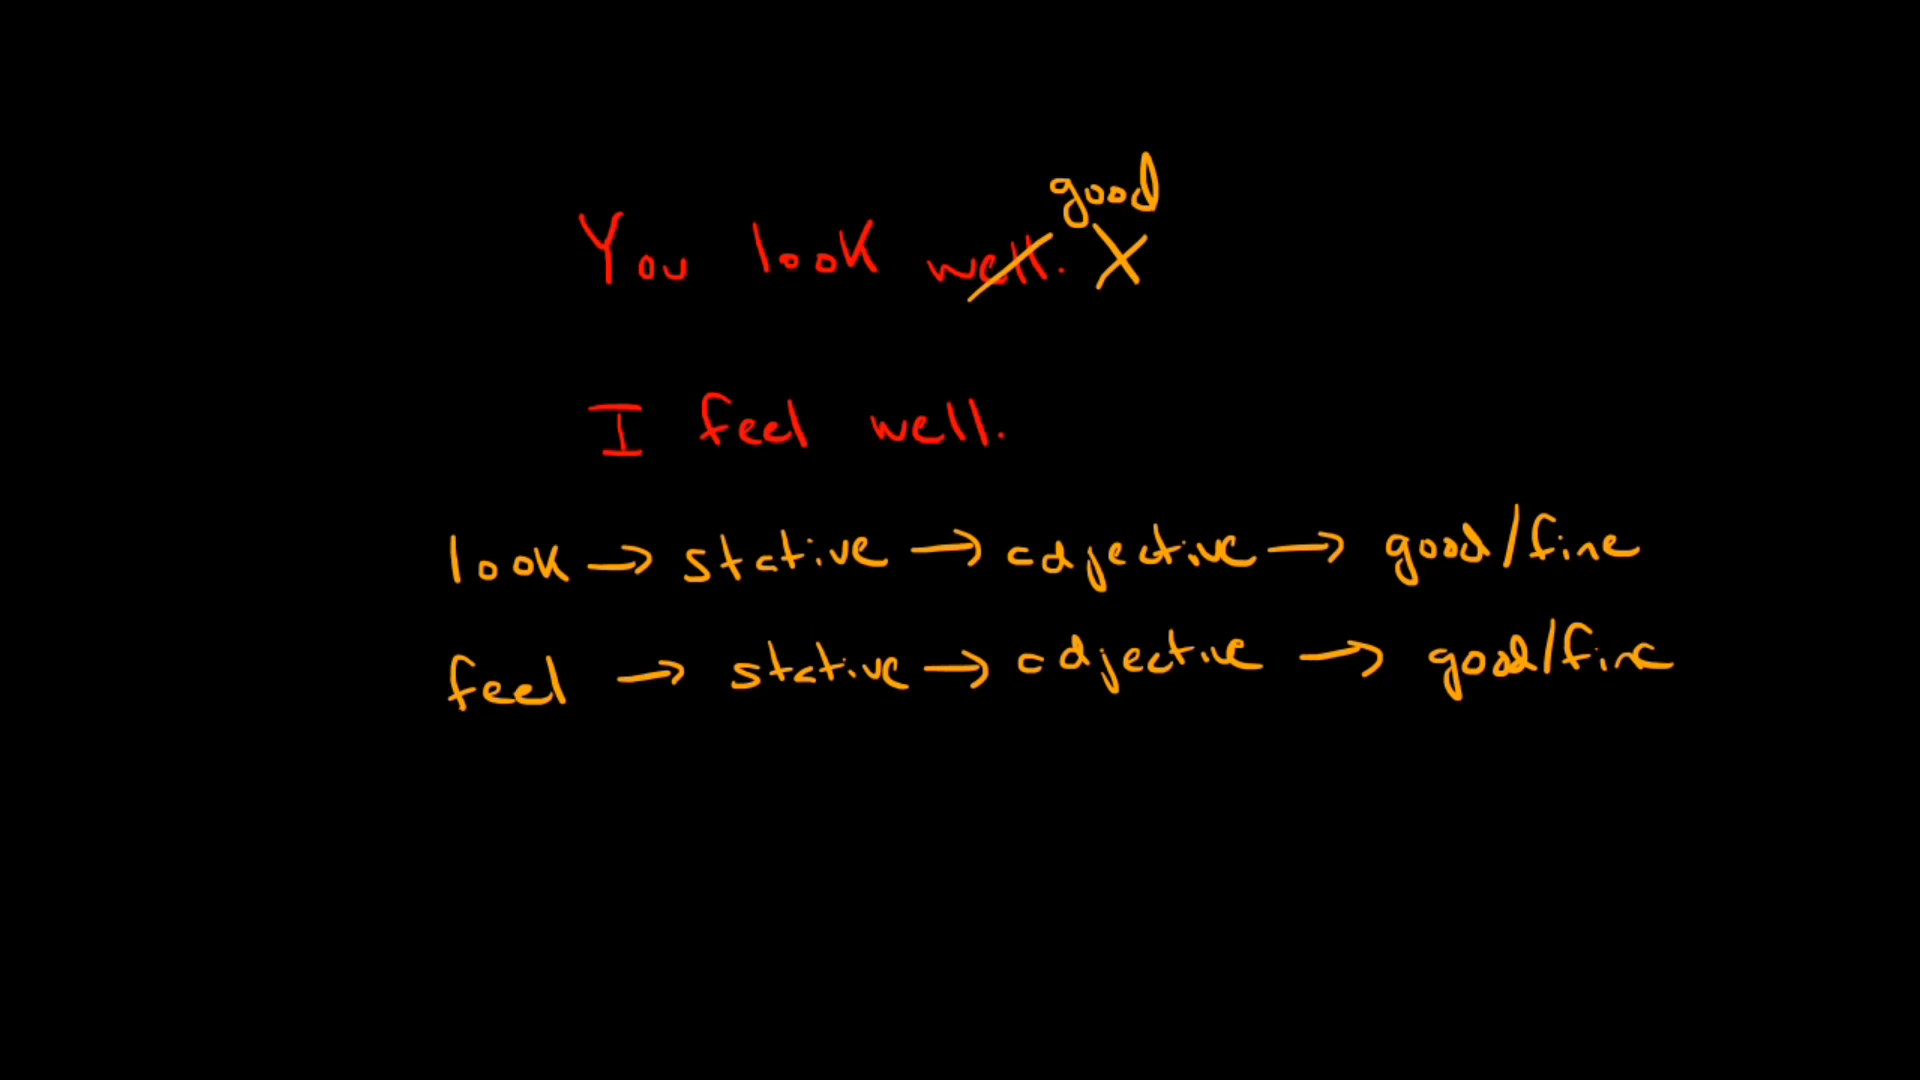 good
You look well. X
I feel well.
look → stative → adjective → good/fine
feel → stative → adjective → good/fine